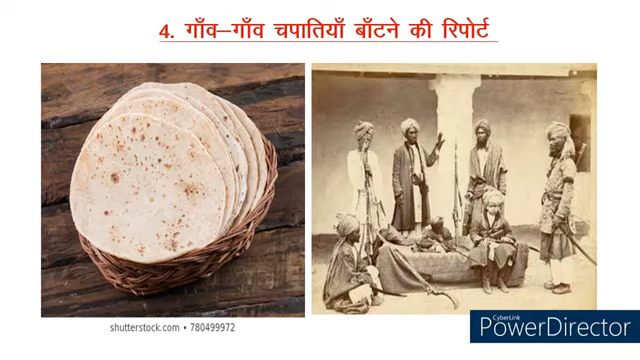 4. गाँव–गाँव चपातियाँ बाँटने की रिपोर्ट
shutterstock.com • 780499972
CyberLink
PowerDirector